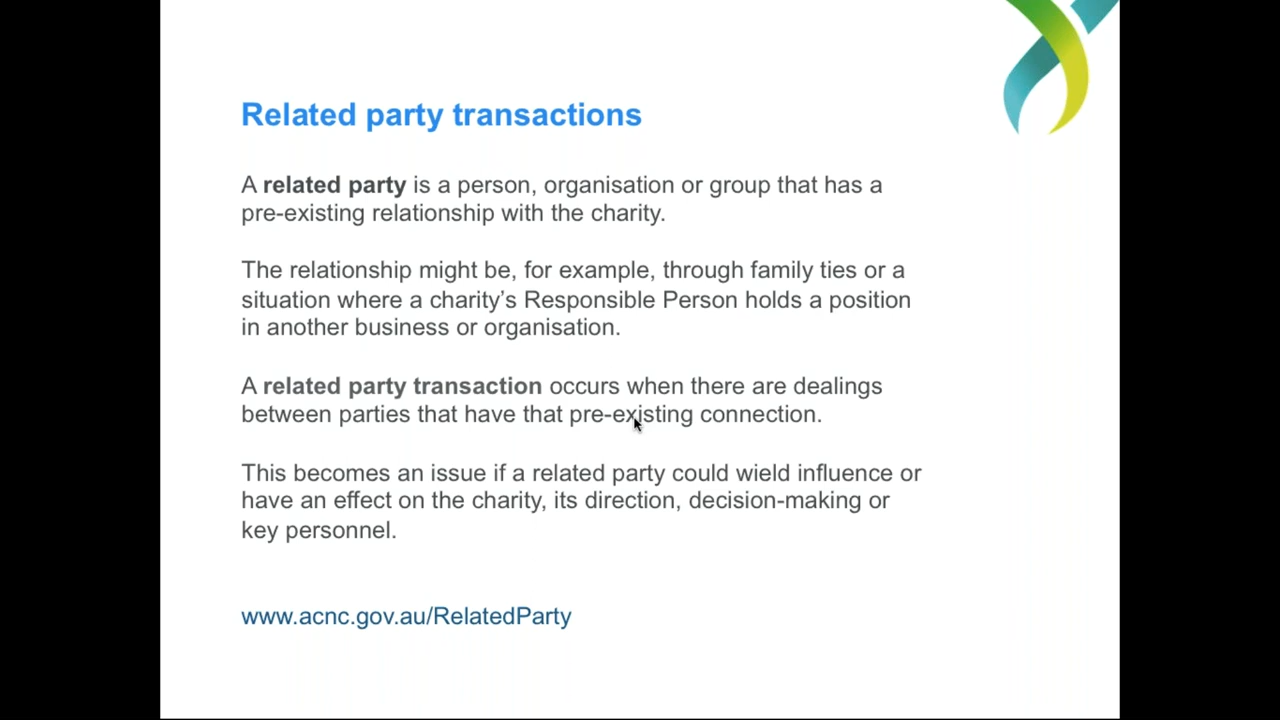 Related party transactions
A related party is a person, organisation or group that has a
pre-existing relationship with the charity.
The relationship might be, for example, through family ties or a
situation where a charity’s Responsible Person holds a position
in another business or organisation.
A related party transaction occurs when there are dealings
between parties that have that pre-existing connection.
This becomes an issue if a related party could wield influence or
have an effect on the charity, its direction, decision-making or
key personnel.
www.acnc.gov.au/RelatedParty